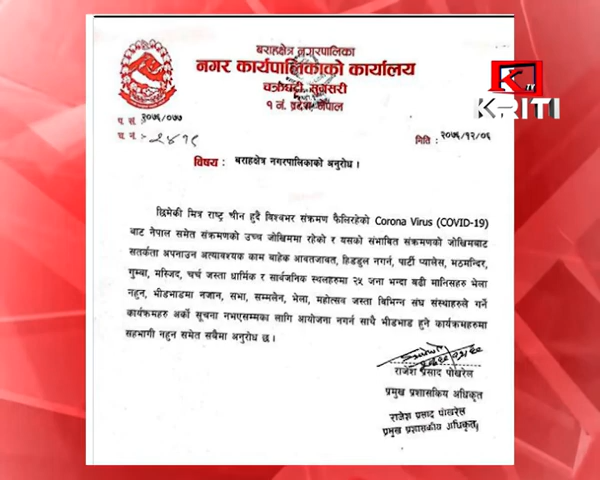 बराहक्षेत्र नगरपालिका
नगर कार्यपालिकाको कार्यालय
चक्रघट्टी, सुनसरी
१ नं. प्रदेश, नेपाल
KTV
KRITI
प. सं. २०७६/०७७
च. नं.:- २४१९
मिति : २०७६/१२/०६
विषय : बराहक्षेत्र नगरपालिकाको अनुरोध ।
छिमेकी मित्र राष्ट्र चीन हुदैं विश्वभर संक्रमण फैलिरहेको Corona Virus (COVID-19)
बाट नेपाल समेत संक्रमणको उच्च जोखिममा रहेको र यसको संभाबित संक्रमणको जोखिमबाट
सतर्कता अपनाउन अत्यावश्यक काम बाहेक आवतजावत, हिडडुल नगर्न, पार्टी प्यालेस, मठमन्दिर,
गुम्बा, मस्जिद, चर्च जस्ता धार्मिक र सार्वजनिक स्थलहरुमा २५ जना भन्दा बढी मानिसहरु भेला
नहुन, भीडभाडमा नजान, सभा, सम्मलेन, भेला, महोत्सव जस्ता बिभिन्न संघ संस्थाहरुले गर्ने
कार्यक्रमहरु अर्को सूचना नभएसम्मका लागि आयोजना नगर्न साथै भीडभाड हुने कार्यक्रमहरुमा
सहभागी नहुन समेत सबैमा अनुरोध छ ।
राजेश प्रसाद पोखरेल
प्रमुख प्रशासकिय अधिकृत
राजेश प्रसाद पोखरेल
प्रमुख प्रशासकीय अधिकृत